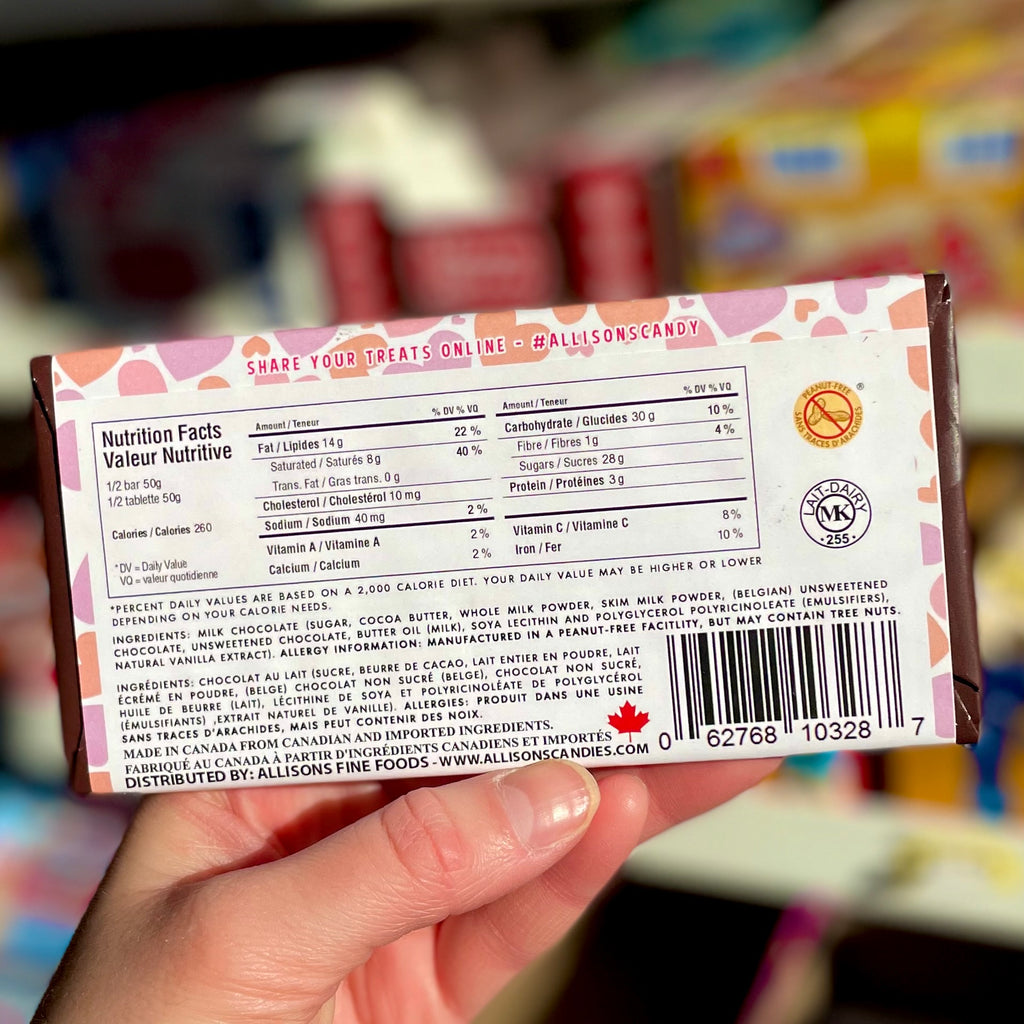 SHARE YOUR TREATS ONLINE - #ALLISONSCANDY
Nutrition Facts
Valeur Nutritive
1/2 bar 50g
1/2 tablette 50g
Calories / Calories 260
*DV = Daily Value
VQ = valeur quotidienne
Amount / Teneur % DV % VQ
Fat / Lipides 14 g 22 %
Saturated / Saturés 8 g 40 %
Trans. Fat / Gras trans. 0 g
Cholesterol / Cholestérol 10 mg
Sodium / Sodium 40 mg 2 %
Vitamin A / Vitamine A 2 %
Calcium / Calcium 2 %
Amount / Teneur % DV % VQ
Carbohydrate / Glucides 30 g 10 %
Fibre / Fibres 1 g 4 %
Sugars / Sucres 28 g
Protein / Protéines 3 g
Vitamin C / Vitamine C 8 %
Iron / Fer 10 %
PEANUT-FREE ®
SANS TRACES D'ARACHIDES
LAIT-DAIRY
MK
· 255 ·
*PERCENT DAILY VALUES ARE BASED ON A 2,000 CALORIE DIET. YOUR DAILY VALUE MAY BE HIGHER OR LOWER
DEPENDING ON YOUR CALORIE NEEDS.
INGREDIENTS: MILK CHOCOLATE (SUGAR, COCOA BUTTER, WHOLE MILK POWDER, SKIM MILK POWDER, (BELGIAN) UNSWEETENED
CHOCOLATE, UNSWEETENED CHOCOLATE, BUTTER OIL (MILK), SOYA LECITHIN AND POLYGLYCEROL POLYRICINOLEATE (EMULSIFIERS),
NATURAL VANILLA EXTRACT). ALLERGY INFORMATION: MANUFACTURED IN A PEANUT-FREE FACITLITY, BUT MAY CONTAIN TREE NUTS.
INGRÉDIENTS: CHOCOLAT AU LAIT (SUCRE, BEURRE DE CACAO, LAIT ENTIER EN POUDRE, LAIT
ÉCRÉMÉ EN POUDRE, (BELGE) CHOCOLAT NON SUCRÉ (BELGE), CHOCOLAT NON SUCRÉ,
HUILE DE BEURRE (LAIT), LÉCITHINE DE SOYA ET POLYRICINOLÉATE DE POLYGLYCÉROL
(ÉMULSIFIANTS) ,EXTRAIT NATUREL DE VANILLE). ALLERGIES: PRODUIT DANS UNE USINE
SANS TRACES D'ARACHIDES, MAIS PEUT CONTENIR DES NOIX.
MADE IN CANADA FROM CANADIAN AND IMPORTED INGREDIENTS.
FABRIQUÉ AU CANADA À PARTIR D'INGRÉDIENTS CANADIENS ET IMPORTÉS
DISTRIBUTED BY: ALLISONS FINE FOODS - WWW.ALLISONSCANDIES.COM
0 62768 10328 7